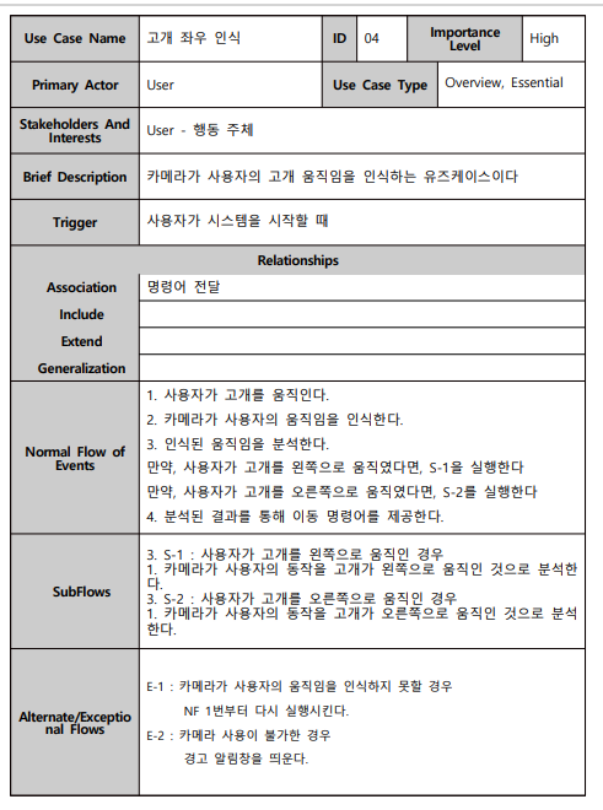 Use Case Name 고개 좌우 인식 ID 04 Importance Level High
Primary Actor User Use Case Type Overview, Essential
Stakeholders And Interests User - 행동 주체
Brief Description 카메라가 사용자의 고개 움직임을 인식하는 유즈케이스이다
Trigger 사용자가 시스템을 시작할 때
Relationships
Association 명령어 전달
Include
Extend
Generalization
Normal Flow of Events
1. 사용자가 고개를 움직인다.
2. 카메라가 사용자의 움직임을 인식한다.
3. 인식된 움직임을 분석한다.
만약, 사용자가 고개를 왼쪽으로 움직였다면, S-1을 실행한다
만약, 사용자가 고개를 오른쪽으로 움직였다면, S-2를 실행한다
4. 분석된 결과를 통해 이동 명령어를 제공한다.
SubFlows
3. S-1 : 사용자가 고개를 왼쪽으로 움직인 경우
1. 카메라가 사용자의 동작을 고개가 왼쪽으로 움직인 것으로 분석한
다.
3. S-2 : 사용자가 고개를 오른쪽으로 움직인 경우
1. 카메라가 사용자의 동작을 고개가 오른쪽으로 움직인 것으로 분석
한다.
Alternate/Exceptio
nal Flows
E-1 : 카메라가 사용자의 움직임을 인식하지 못할 경우
NF 1번부터 다시 실행시킨다.
E-2 : 카메라 사용이 불가한 경우
경고 알림창을 띄운다.